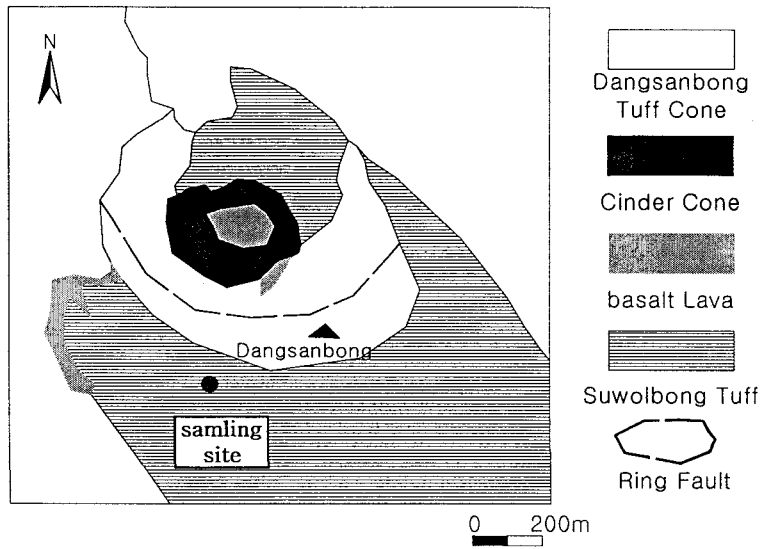 N
Dangsanbong
samling
site
Dangsanbong
Tuff Cone
Cinder Cone
basalt Lava
Suwolbong Tuff
Ring Fault
0 200m